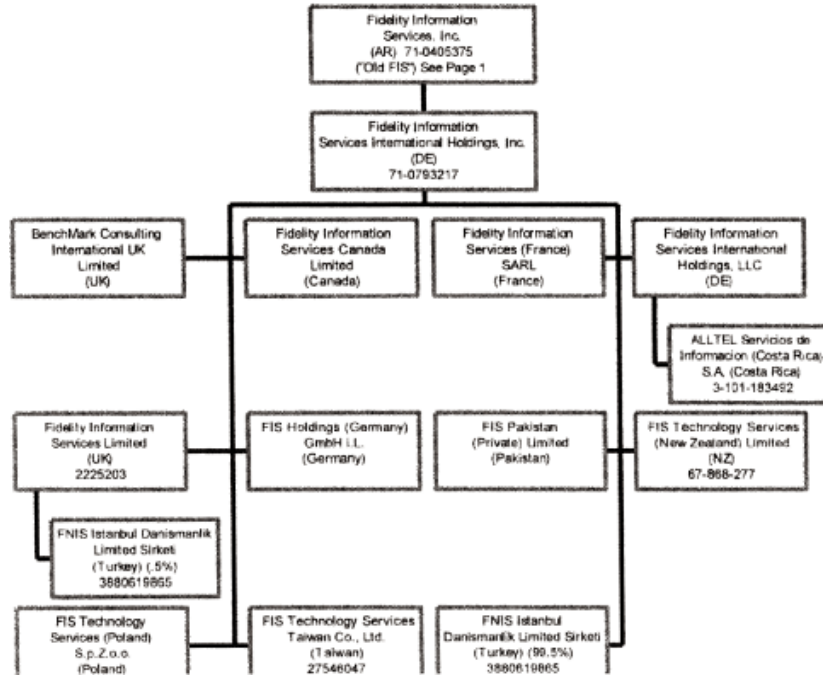 Fidelity Information
Services, Inc.
(AR) 71-0405375
("Old FIS") See Page 1
Fidelity Information
Services International Holdings, Inc.
(DE)
71-0793217
BenchMark Consulting
International UK
Limited
(UK)
Fidelity Information
Services Canada
Limited
(Canada)
Fidelity Information
Services (France)
SARL
(France)
Fidelity Information
Services International
Holdings, LLC
(DE)
ALLTEL Servicios de
Informacion (Costa Rica)
S.A. (Costa Rica)
3-101-183492
Fidelity Information
Services Limited
(UK)
2225203
FIS Holdings (Germany)
GmbH i.L.
(Germany)
FIS Pakistan
(Private) Limited
(Pakistan)
FIS Technology Services
(New Zealand) Limited
(NZ)
67-868-277
FNIS Istanbul Danismanlik
Limited Sirketi
(Turkey) (.5%)
3880619865
FIS Technology
Services (Poland)
S.p.Z.o.o.
(Poland)
FIS Technology Services
Taiwan Co., Ltd.
(Taiwan)
27546047
FNIS Istanbul
Danismanlik Limited Sirketi
(Turkey) (99.5%)
3880619865